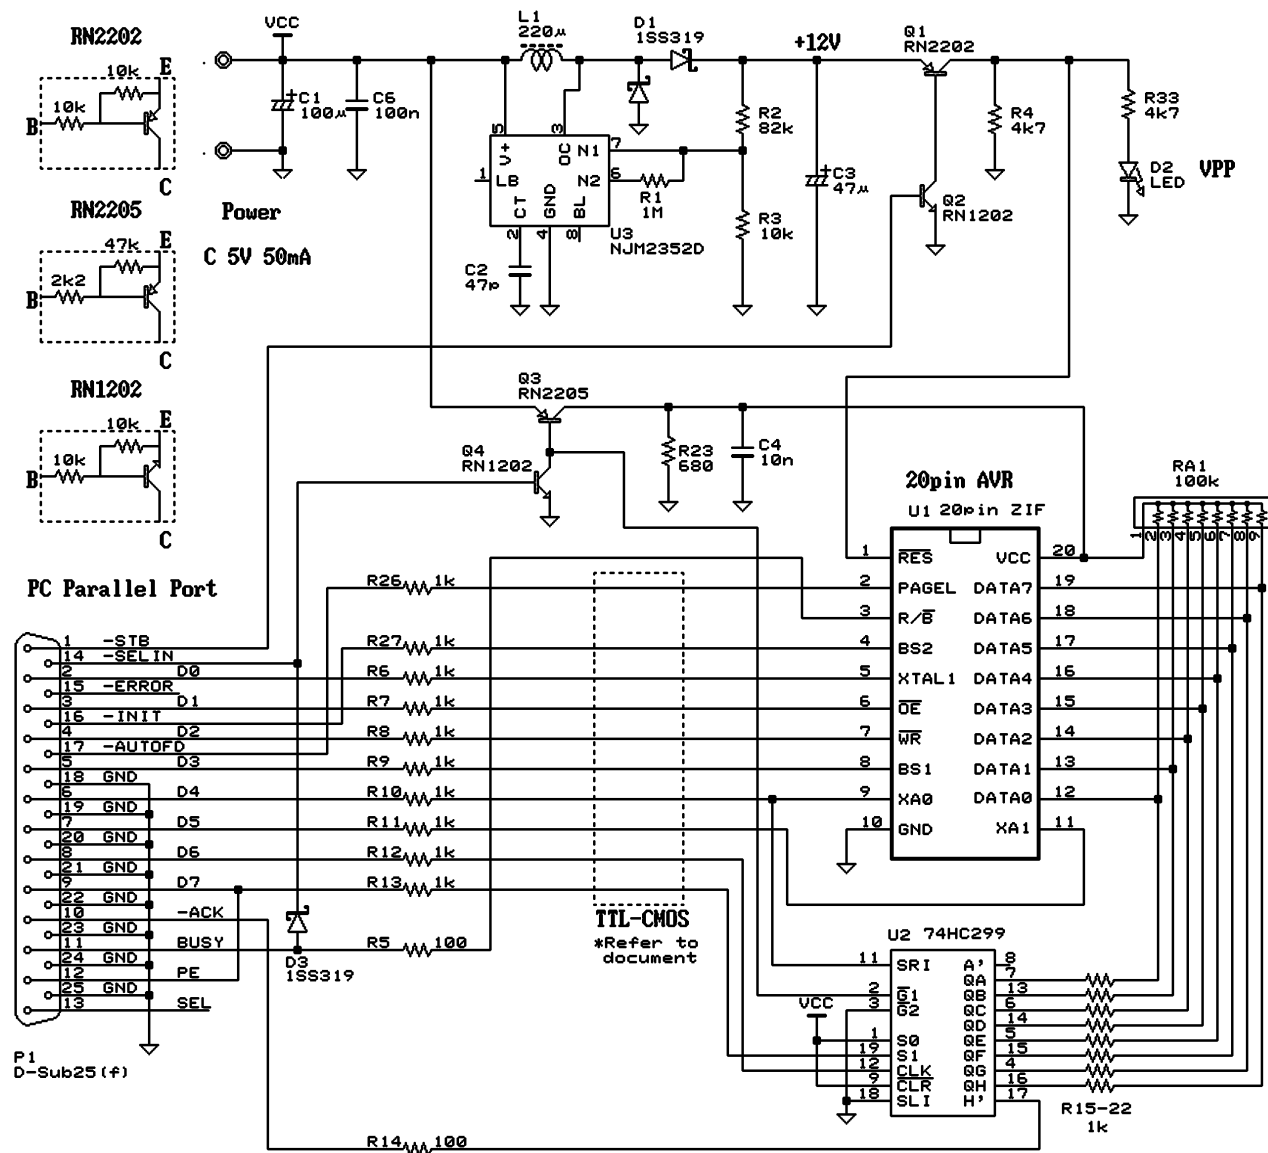 RN2202
10k
E
10k
B
C
RN2205
47k
E
2k2
B
C
RN1202
10k
E
10k
B
C
VCC
C1
100µ
C6
100n
Power
C 5V 50mA
L1
220µ
D1
1SS319
+12V
Q1
RN2202
R2
82k
R4
4k7
R33
4k7
D2
LED
VPP
5
3
V+
OC
N1
7
1
LB
N2
6
R1
1M
CT
GND
BL
2
4
8
U3
NJM2352D
C2
47p
R3
10k
C3
47µ
Q2
RN1202
Q3
RN2205
Q4
RN1202
R23
680
C4
10n
20pin AVR
U1 20pin ZIF
RA1
100k
1 2 3 4 5 6 7 8 9
1 RES VCC 20
2 PAGEL DATA7 19
3 R/B DATA6 18
4 BS2 DATA5 17
5 XTAL1 DATA4 16
6 OE DATA3 15
7 WR DATA2 14
8 BS1 DATA1 13
9 XA0 DATA0 12
10 GND XA1 11
PC Parallel Port
1 -STB
14 -SELIN
2 D0
15 -ERROR
3 D1
16 -INIT
4 D2
17 -AUTOFD
5 D3
18 GND
6 D4
19 GND
7 D5
20 GND
8 D6
21 GND
9 D7
22 GND
10 -ACK
23 GND
11 BUSY
24 GND
12 PE
25 GND
13 SEL
P1
D-Sub25(f)
R26 1k
R27 1k
R6 1k
R7 1k
R8 1k
R9 1k
R10 1k
R11 1k
R12 1k
R13 1k
R5 100
R14 100
D3
1SS319
TTL-CMOS
*Refer to
document
U2 74HC299
VCC
11 SRI A' 8
QA 7
2 G1 QB 13
3 G2 QC 6
QD 14
1 S0 QE 5
19 S1 QF 15
12 CLK QG 4
9 CLR QH 16
18 SLI H' 17
R15-22
1k